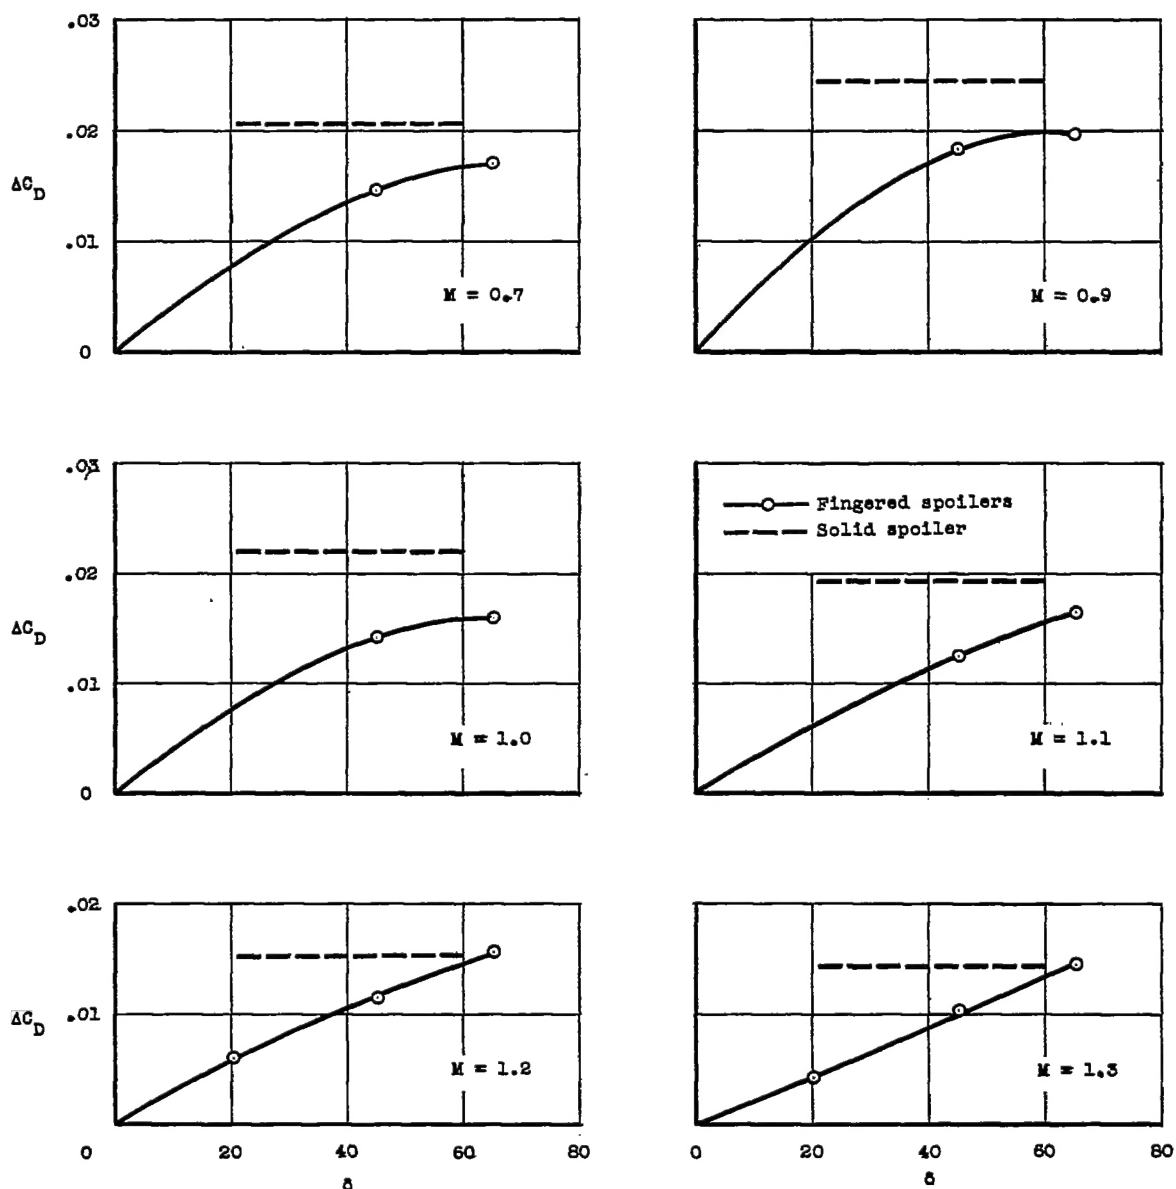 .03
.02
ΔC_D
.01
M = 0.7
M = 0.9
0
.03
Fingered spoilers
Solid spoiler
.02
ΔC_D
.01
M = 1.0
M = 1.1
0
.02
ΔC_D
.01
M = 1.2
M = 1.3
0 20 40 60 80
0 20 40 60 80
δ
δ